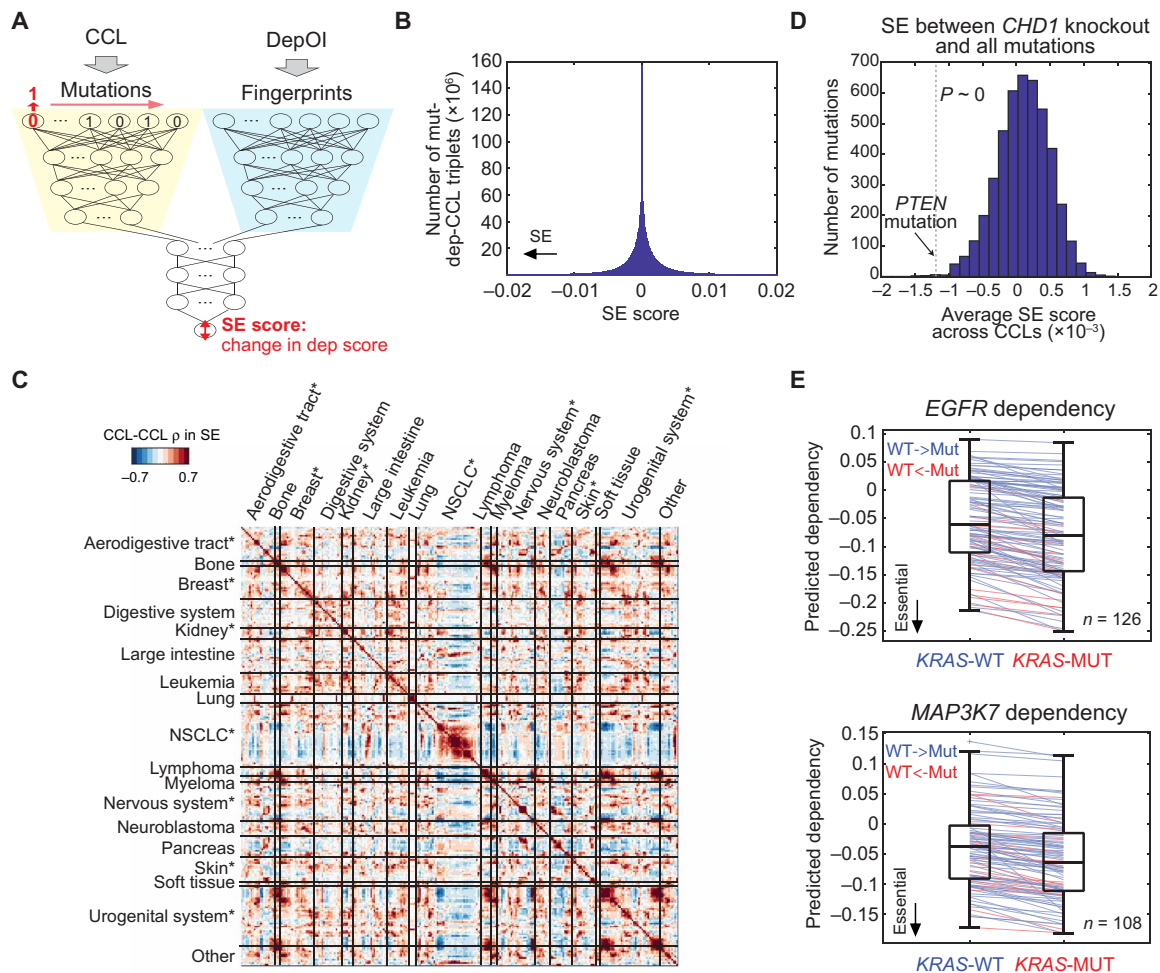 A
CCL
DepOI
Mutations
Fingerprints
1
0 ... 1 0 1 0
...
...
...
...
...
...
...
...
...
...
SE score:
change in dep score
B
Number of mut-
dep-CCL triplets (×10⁶)
160
140
120
100
80
60
40
20
SE
−0.02 −0.01 0 0.01 0.02
SE score
D
SE between CHD1 knockout
and all mutations
Number of mutations
700
600
500
400
300
200
100
0
P ~ 0
PTEN
mutation
−2 −1.5 −1 −0.5 0 0.5 1 1.5 2
Average SE score
across CCLs (×10⁻³)
C
CCL-CCL ρ in SE
−0.7 0.7
Aerodigestive tract*
Bone
Breast*
Digestive system
Kidney*
Large intestine
Leukemia
Lung
NSCLC*
Lymphoma
Myeloma
Nervous system*
Neuroblastoma
Pancreas
Skin*
Soft tissue
Urogenital system*
Other
Aerodigestive tract*
Bone
Breast*
Digestive system
Kidney*
Large intestine
Leukemia
Lung
NSCLC*
Lymphoma
Myeloma
Nervous system*
Neuroblastoma
Pancreas
Skin*
Soft tissue
Urogenital system*
Other
E
EGFR dependency
Predicted dependency
0.1
0.05
0
−0.05
−0.1
−0.15
−0.2
−0.25
WT->Mut
WT<-Mut
Essential
n = 126
KRAS-WT KRAS-MUT
MAP3K7 dependency
Predicted dependency
0.15
0.1
0.05
0
−0.05
−0.1
−0.15
WT->Mut
WT<-Mut
Essential
n = 108
KRAS-WT KRAS-MUT